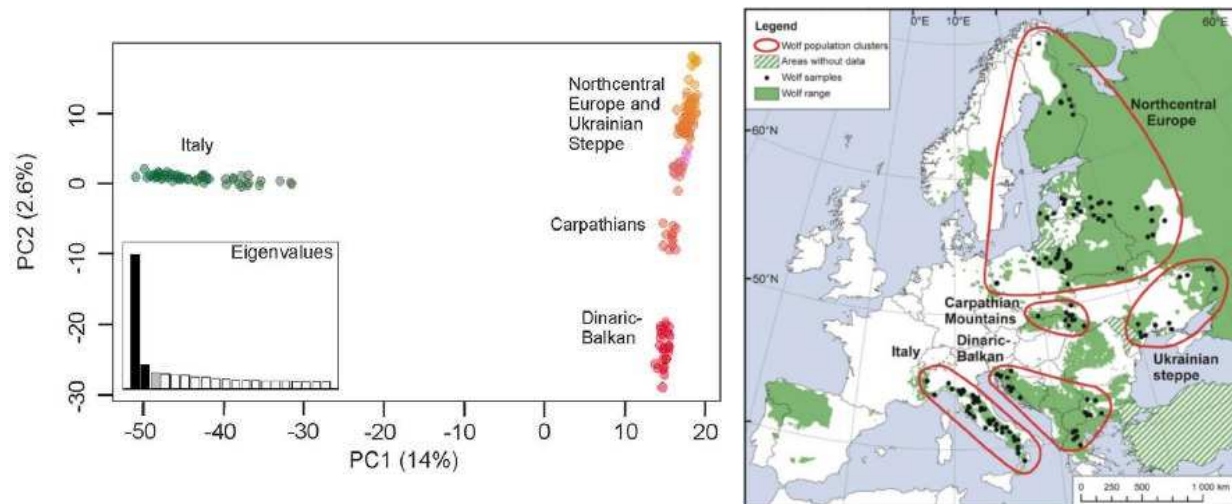 PC2 (2.6%)
10
0
-10
-20
-30
Italy
Northcentral
Europe and
Ukrainian
Steppe
Carpathians
Dinaric-
Balkan
Eigenvalues
-50 -40 -30 -20 -10 0 10 20
PC1 (14%)
0°E 10°E 60°E
Legend
Wolf population clusters
Areas without data
Wolf samples
Wolf range
60°N
50°N
Northcentral
Europe
Carpathian
Mountains
Dinaric-
Balkan
Italy
Ukrainian
steppe
0 250 500 1 000 km